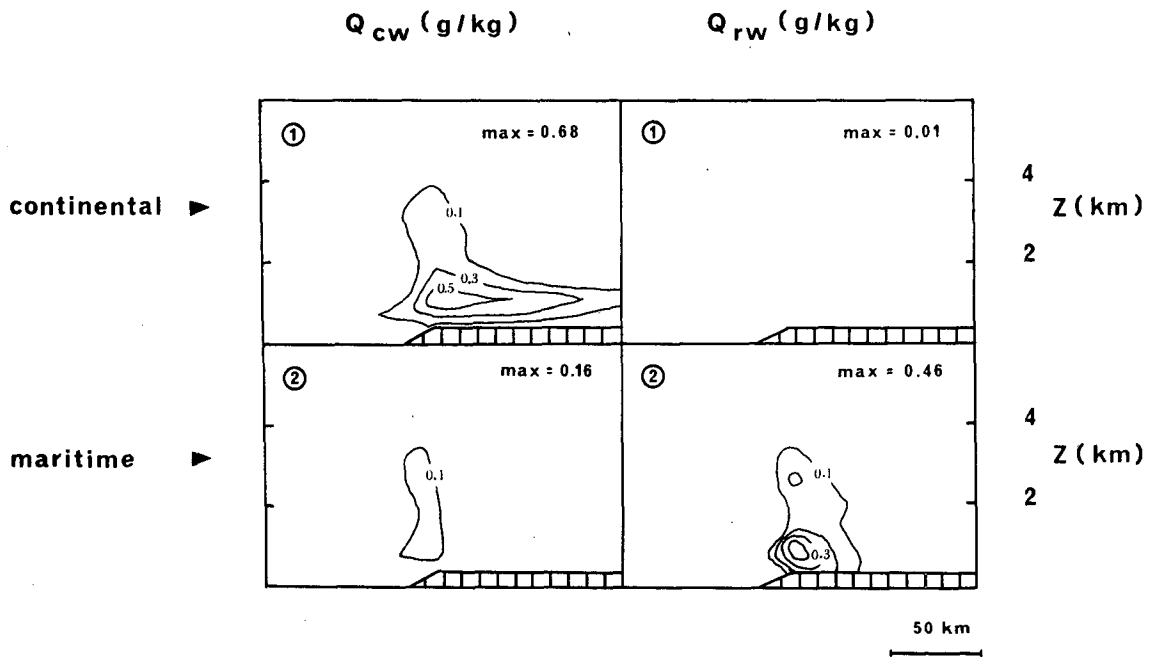 Qcw (g/kg) Qrw (g/kg)
① max = 0.68
① max = 0.01
0.1
0.3
0.5
continental ►
4
Z (km)
2
② max = 0.16
② max = 0.46
0.1
0.1
0.3
maritime ►
4
Z (km)
2
50 km